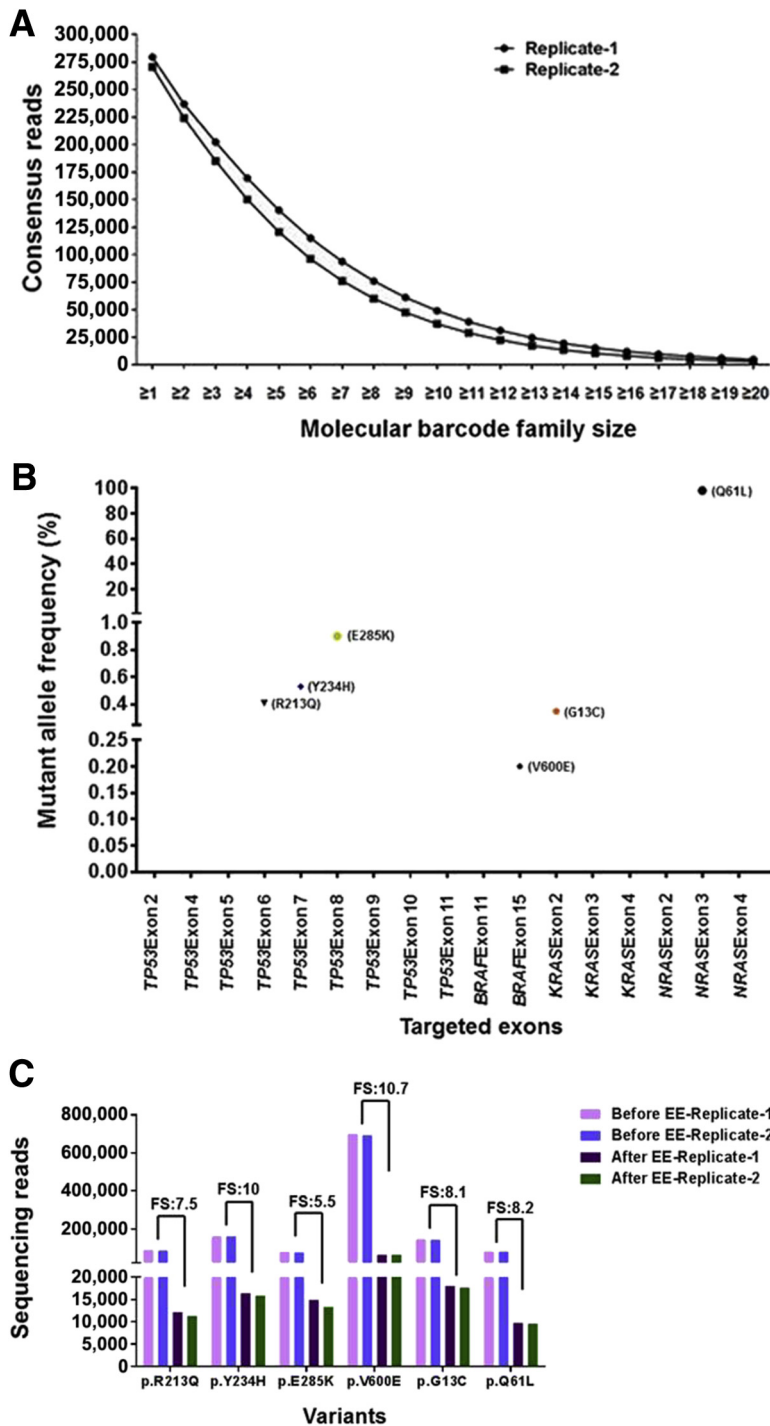 A
300,000
275,000
250,000
225,000
200,000
175,000
150,000
125,000
100,000
75,000
50,000
25,000
0
Consensus reads
Replicate-1
Replicate-2
≥1 ≥2 ≥3 ≥4 ≥5 ≥6 ≥7 ≥8 ≥9 ≥10 ≥11 ≥12 ≥13 ≥14 ≥15 ≥16 ≥17 ≥18 ≥19 ≥20
Molecular barcode family size
B
Mutant allele frequency (%)
100
80
60
40
20
1.0
0.8
0.6
0.4
0.25
0.20
0.15
0.10
0.05
0.00
(Q61L)
(E285K)
(Y234H)
(R213Q)
(G13C)
(V600E)
TP53Exon 2
TP53Exon 4
TP53Exon 5
TP53Exon 6
TP53Exon 7
TP53Exon 8
TP53Exon 9
TP53Exon 10
TP53Exon 11
BRAFExon 11
BRAFExon 15
KRASExon 2
KRASExon 3
KRASExon 4
NRASExon 2
NRASExon 3
NRASExon 4
Targeted exons
C
Sequencing reads
800,000
600,000
400,000
200,000
20,000
15,000
10,000
5,000
0
FS:7.5
FS:10
FS:5.5
FS:10.7
FS:8.1
FS:8.2
Before EE-Replicate-1
Before EE-Replicate-2
After EE-Replicate-1
After EE-Replicate-2
p.R213Q p.Y234H p.E285K p.V600E p.G13C p.Q61L
Variants